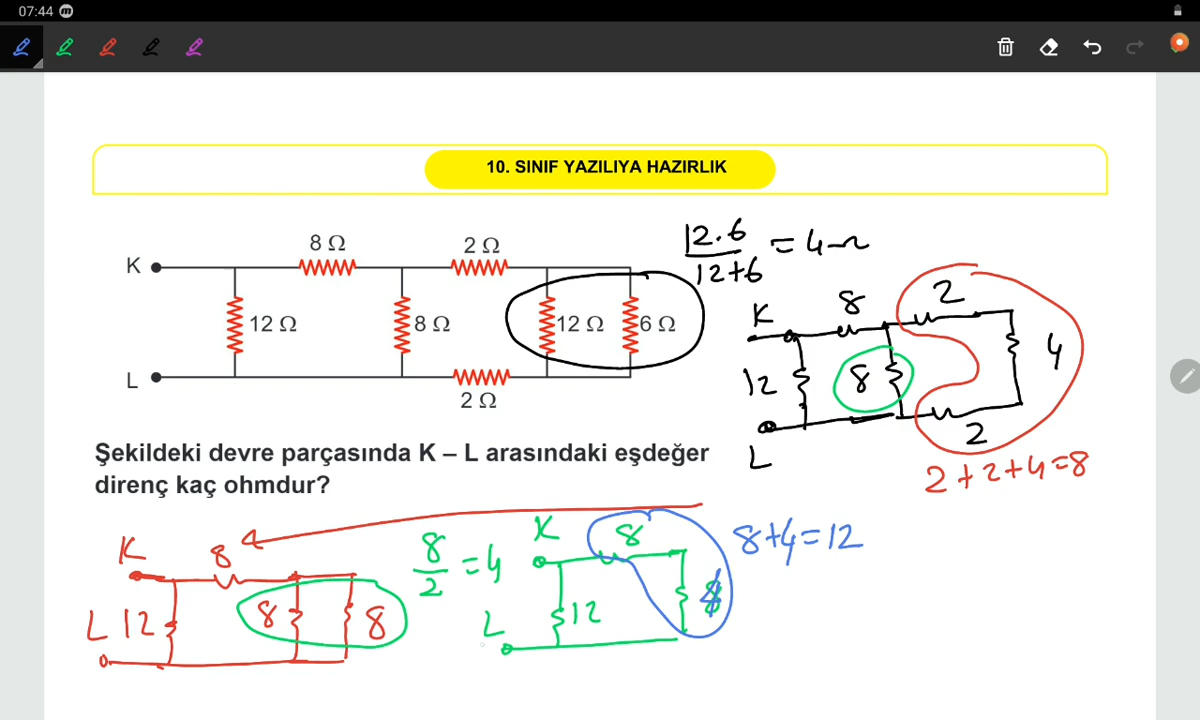 07:44
10. SINIF YAZILIYA HAZIRLIK
K
8 Ω
2 Ω
12 Ω
8 Ω
12 Ω
6 Ω
L
2 Ω
12.6
12+6
=4Ω
K
8
2
12
8
4
L
2
2+2+4=8
Şekildeki devre parçasında K – L arasındaki eşdeğer
direnç kaç ohmdur?
K
8
L
12
8
8
8
2
=4
K
8
L
12
8+4=12